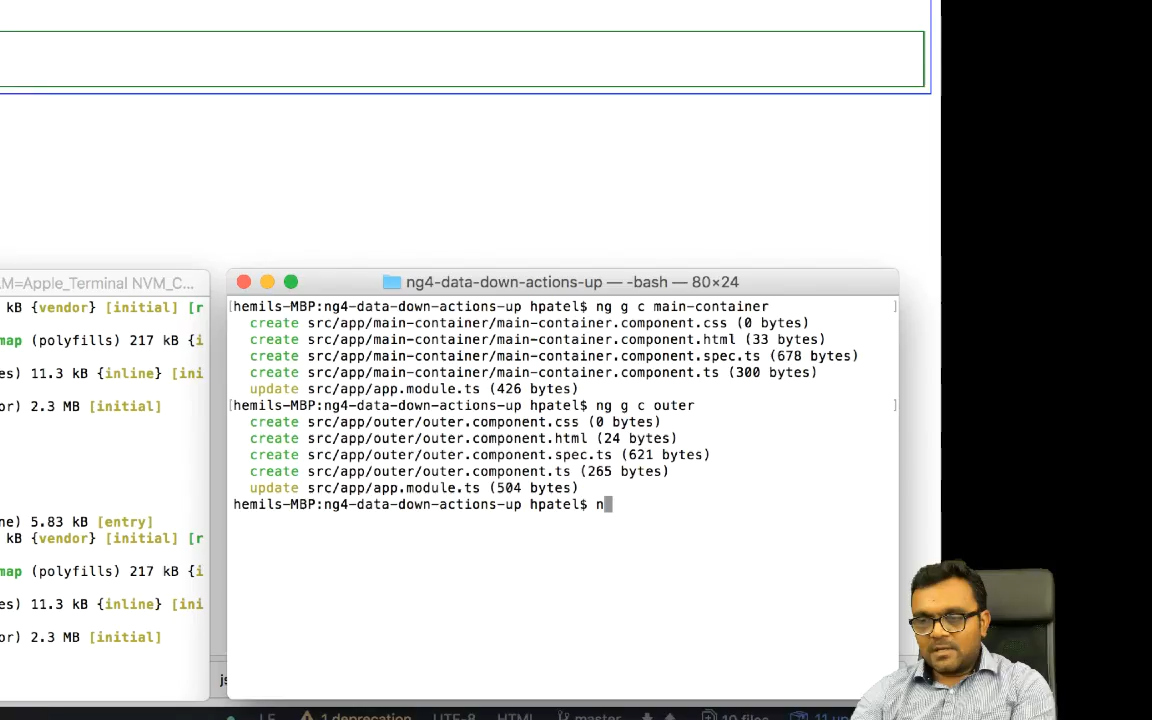 M=Apple_Terminal NVM_C...
kB {vendor} [initial] [r
map (polyfills) 217 kB {i
es) 11.3 kB {inline} [ini
or) 2.3 MB [initial]
ne) 5.83 kB [entry]
kB {vendor} [initial] [r
map (polyfills) 217 kB {i
es) 11.3 kB {inline} [ini
or) 2.3 MB [initial]
ng4-data-down-actions-up — -bash — 80×24
[hemils-MBP:ng4-data-down-actions-up hpatel$ ng g c main-container ]
create src/app/main-container/main-container.component.css (0 bytes)
create src/app/main-container/main-container.component.html (33 bytes)
create src/app/main-container/main-container.component.spec.ts (678 bytes)
create src/app/main-container/main-container.component.ts (300 bytes)
update src/app/app.module.ts (426 bytes)
[hemils-MBP:ng4-data-down-actions-up hpatel$ ng g c outer ]
create src/app/outer/outer.component.css (0 bytes)
create src/app/outer/outer.component.html (24 bytes)
create src/app/outer/outer.component.spec.ts (621 bytes)
create src/app/outer/outer.component.ts (265 bytes)
update src/app/app.module.ts (504 bytes)
hemils-MBP:ng4-data-down-actions-up hpatel$ n
js
LF 1 deprecation UTF-8 HTML master 10 files 11 up